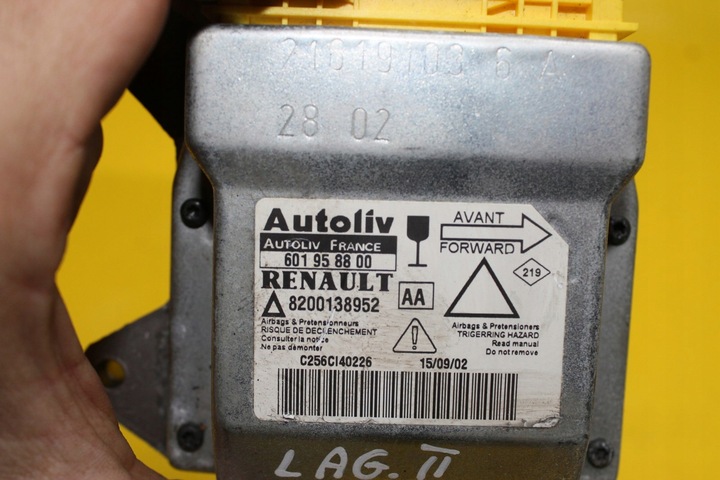 28 02
Autoliv
AUTOLIV FRANCE
601 95 88 00
RENAULT
8200138952
AA
AVANT
FORWARD
219
Airbags & Pretensionneurs
RISQUE DE DECLENCHEMENT
Consulter la notice
Ne pas démonter
Airbags & Pretensioners
TRIGERRING HAZARD
Read manual
Do not remove
C256CI40226
15/09/02
LAG. II